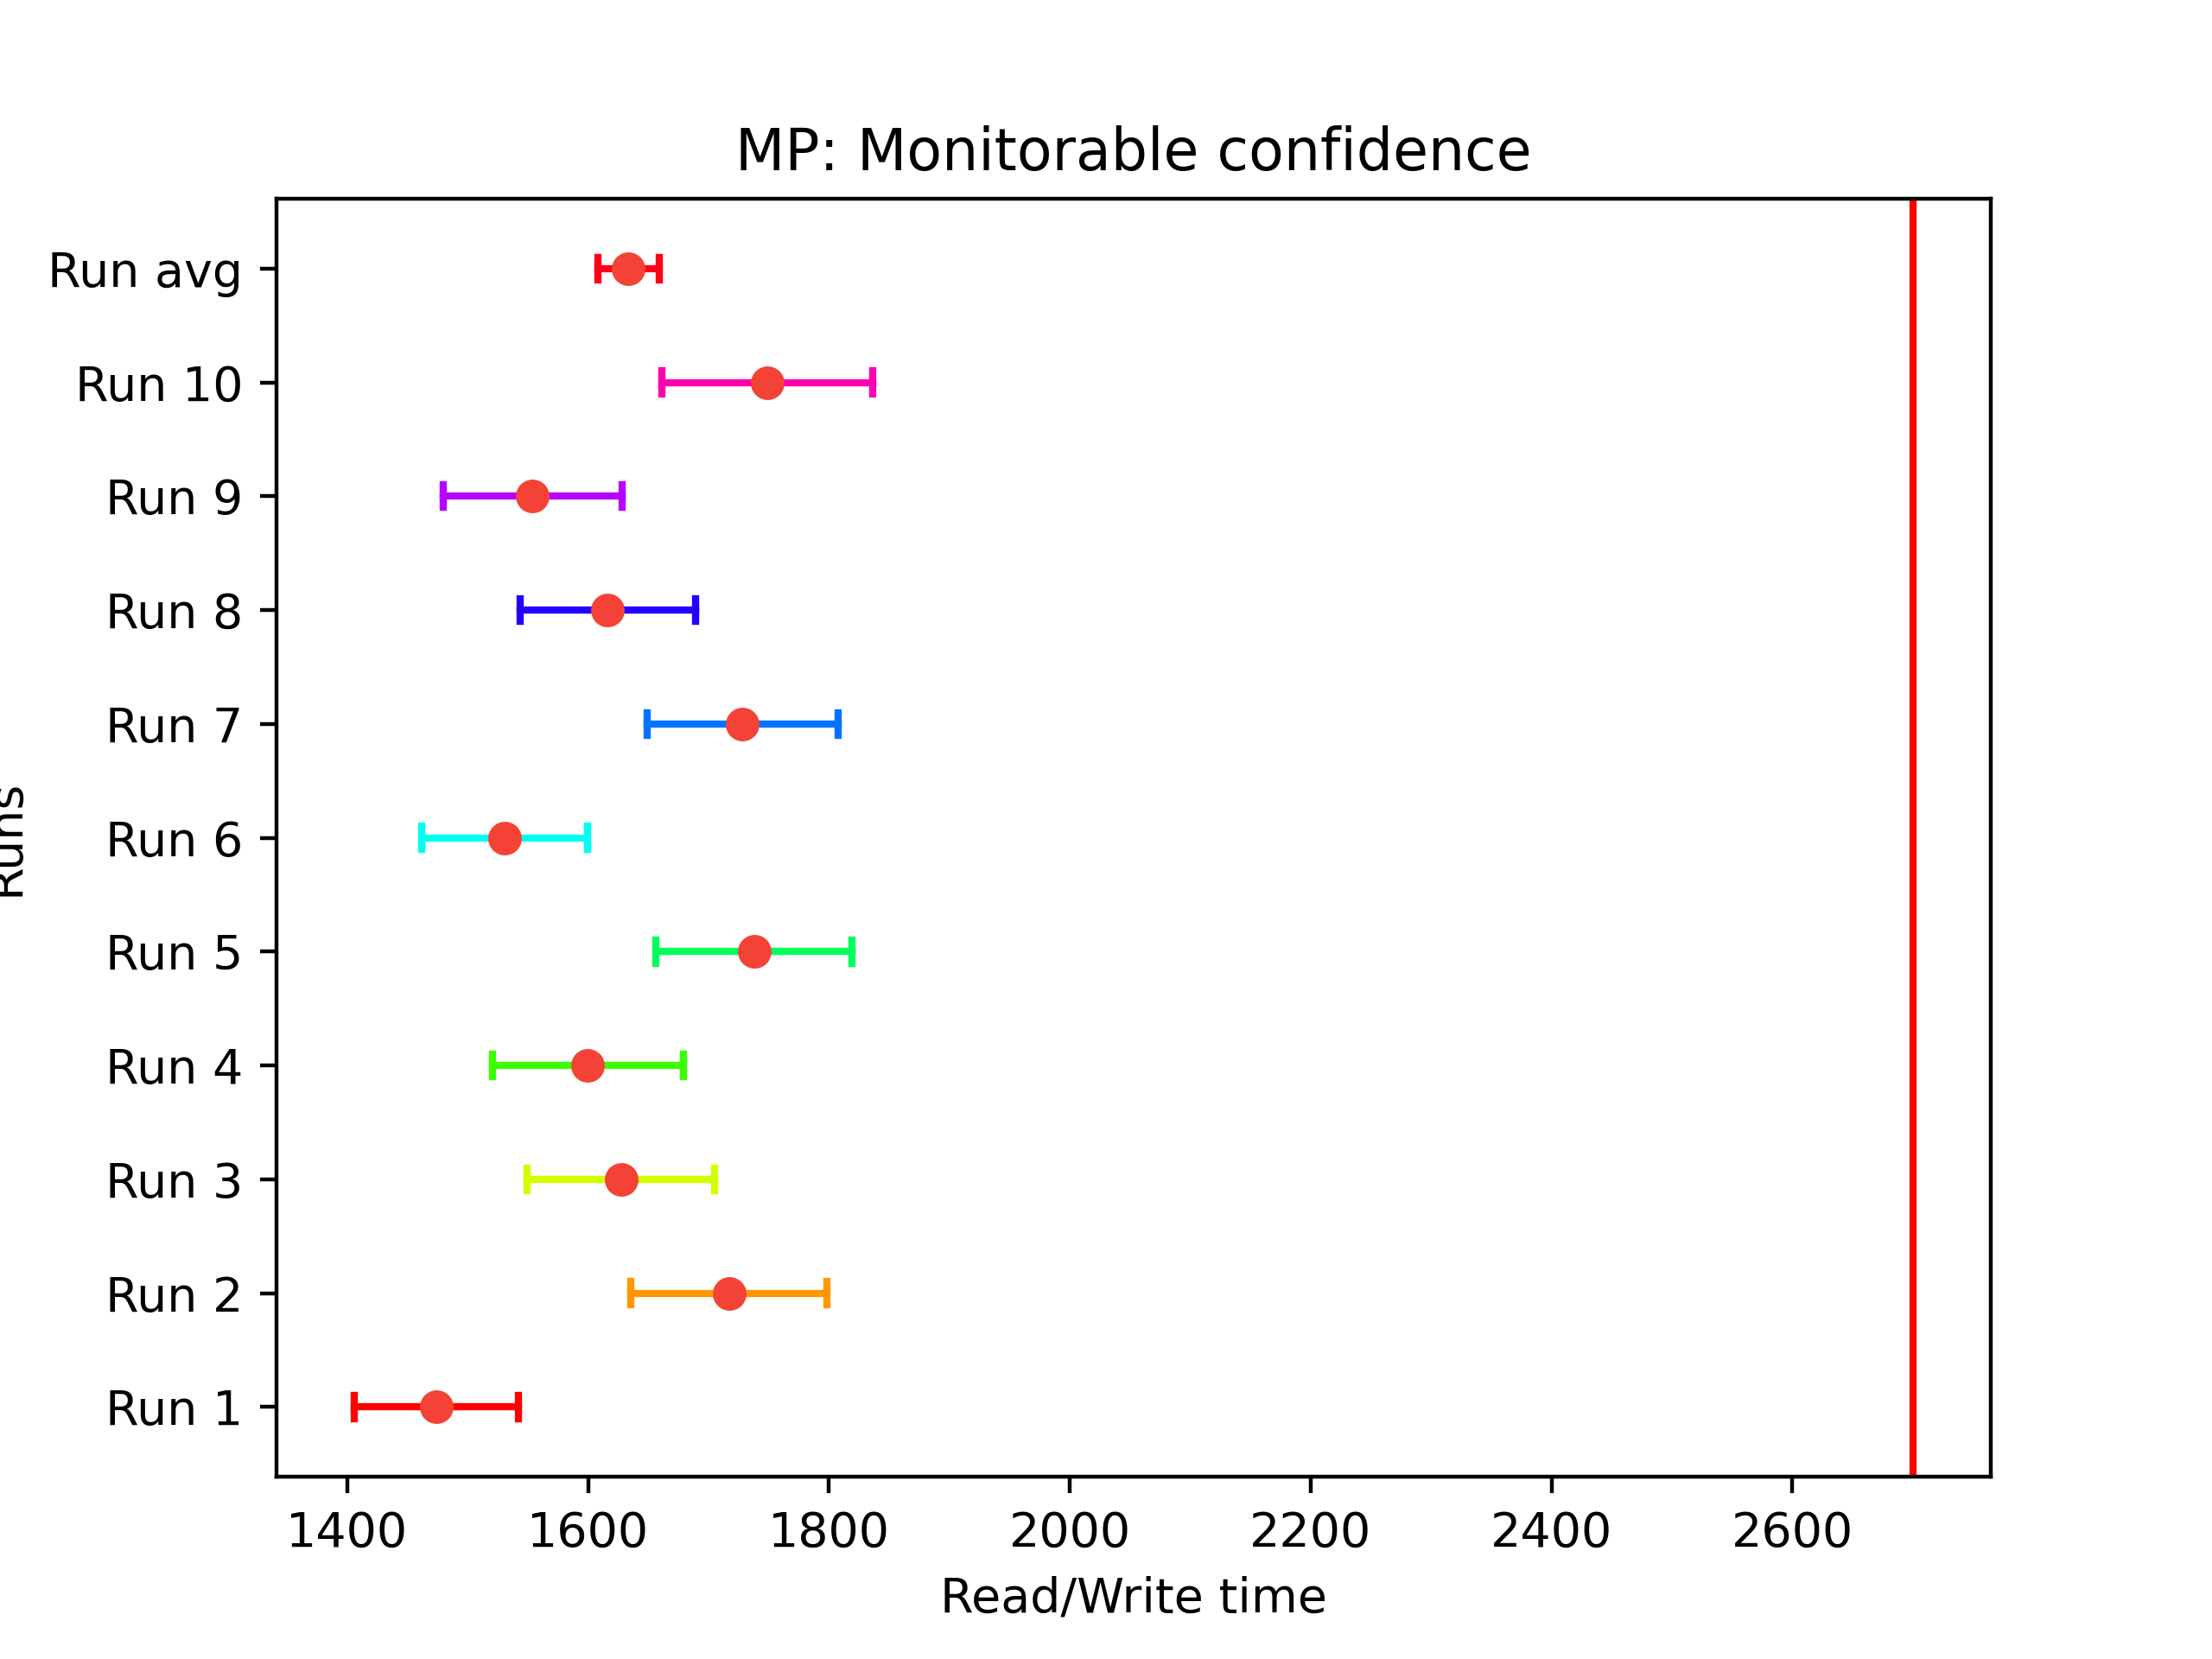 MP: Monitorable confidence
Run avg
Run 10
Run 9
Run 8
Run 7
Run 6
Run 5
Run 4
Run 3
Run 2
Run 1
Runs
1400 1600 1800 2000 2200 2400 2600
Read/Write time